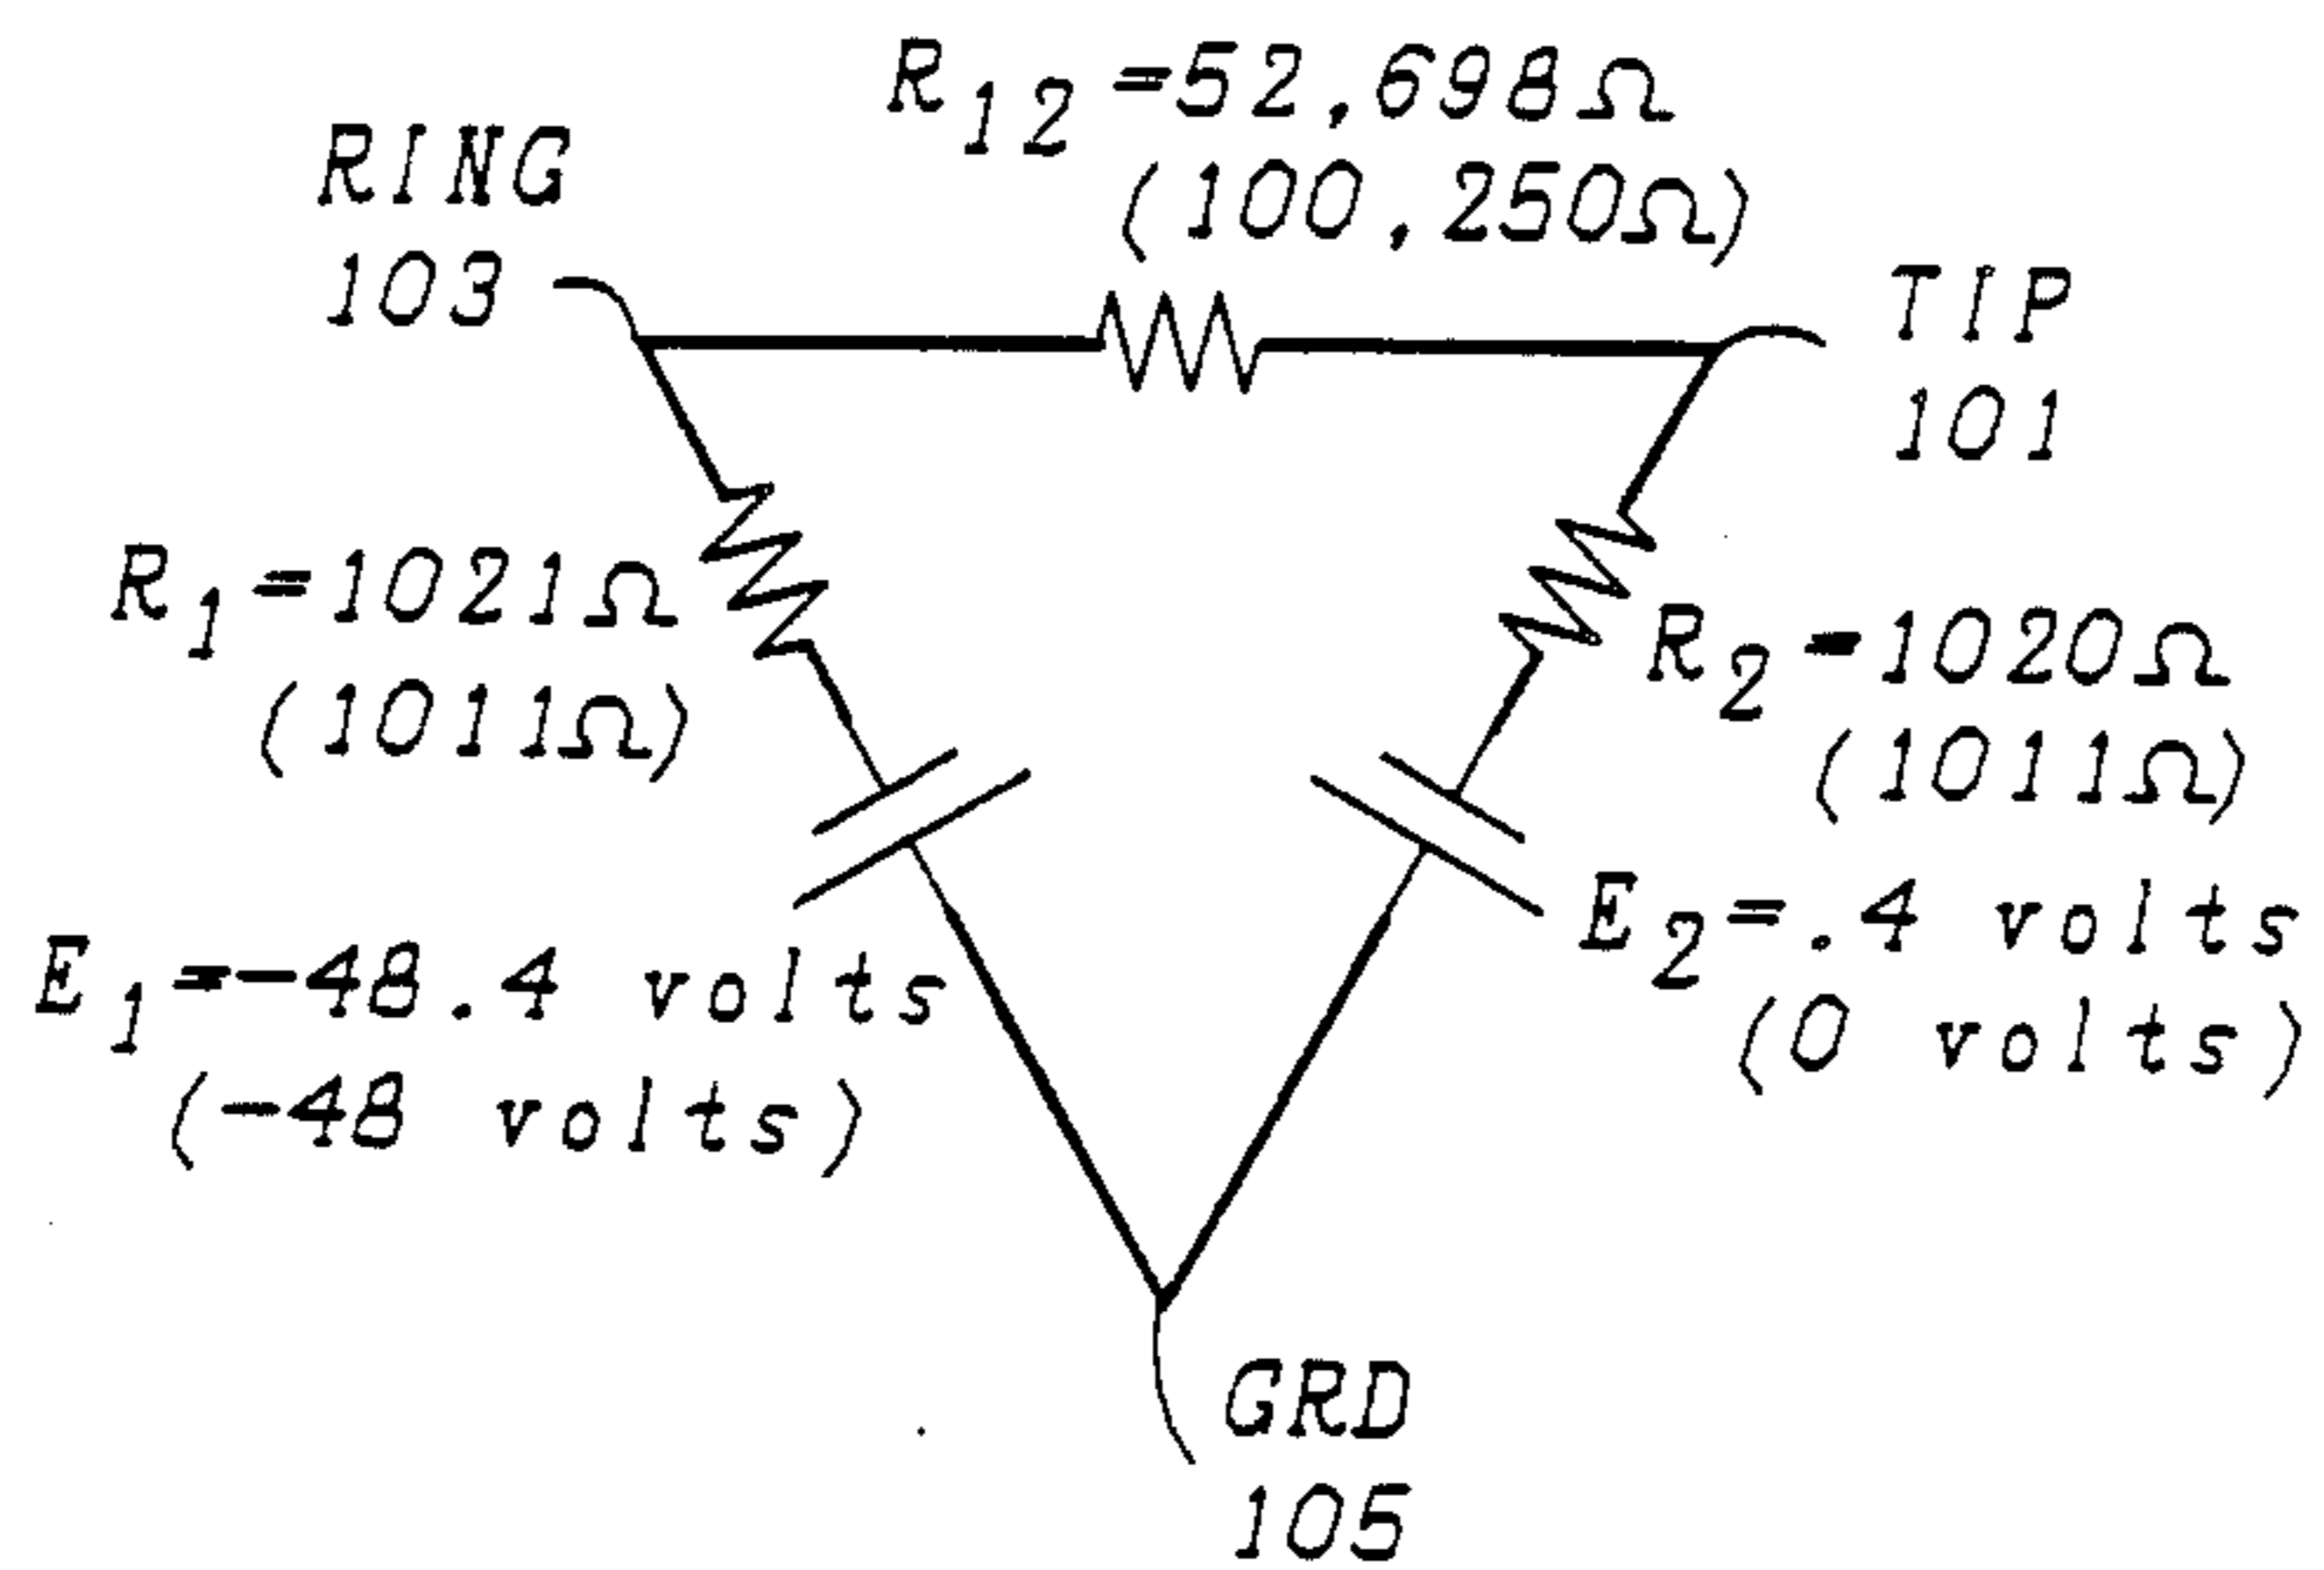 R12=52,698Ω
(100,250Ω)
RING
103
TIP
101
R1=1021Ω
(1011Ω)
R2=1020Ω
(1011Ω)
E1=-48.4 volts
(-48 volts)
E2=.4 volts
(0 volts)
GRD
105